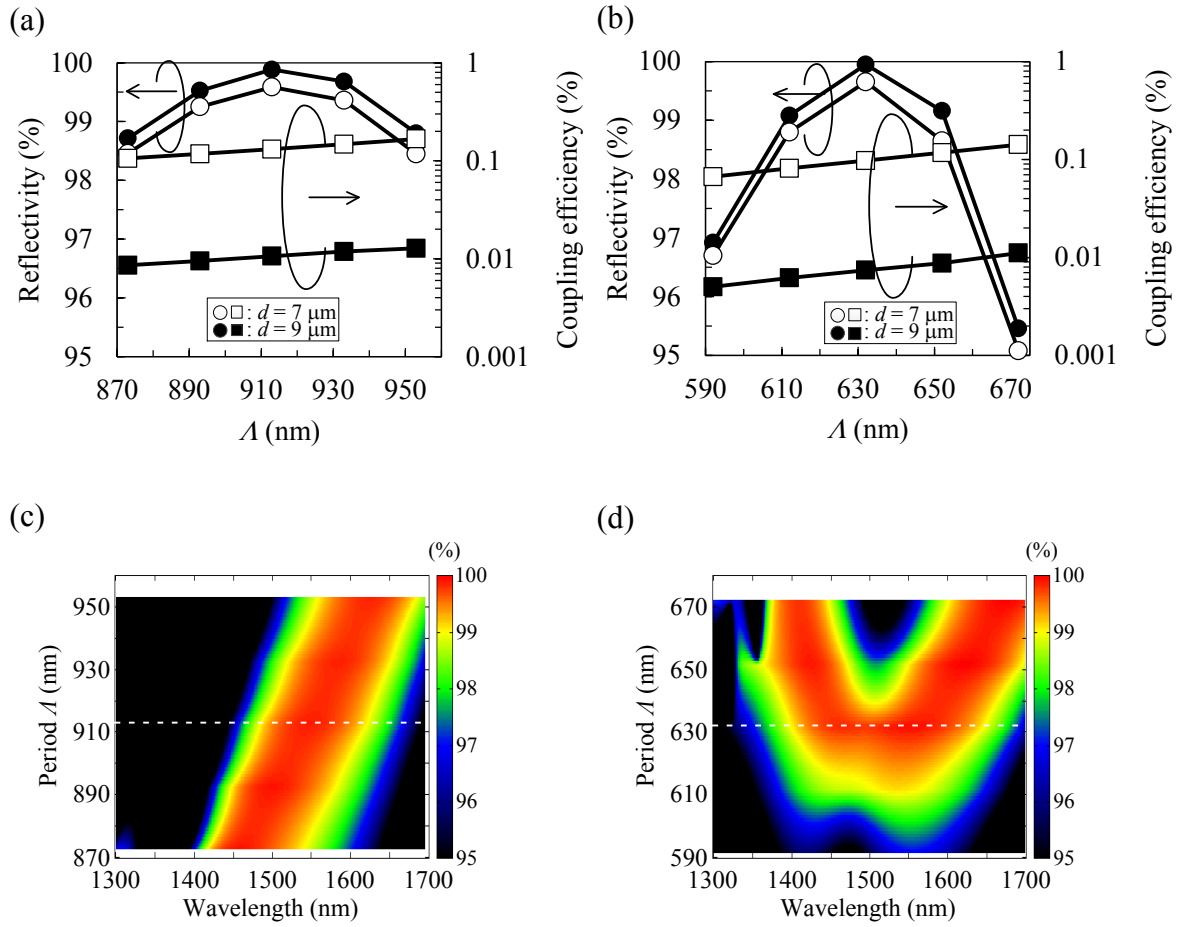 (a)
100
99
98
97
96
95
Reflectivity (%)
1
0.1
0.01
0.001
Coupling efficiency (%)
: d = 7 μm
: d = 9 μm
870 890 910 930 950
Λ (nm)
(b)
100
99
98
97
96
95
Reflectivity (%)
1
0.1
0.01
0.001
Coupling efficiency (%)
: d = 7 μm
: d = 9 μm
590 610 630 650 670
Λ (nm)
(c)
(%)
950
930
910
890
870
Period Λ (nm)
100
99
98
97
96
95
1300 1400 1500 1600 1700
Wavelength (nm)
(d)
(%)
670
650
630
610
590
Period Λ (nm)
100
99
98
97
96
95
1300 1400 1500 1600 1700
Wavelength (nm)